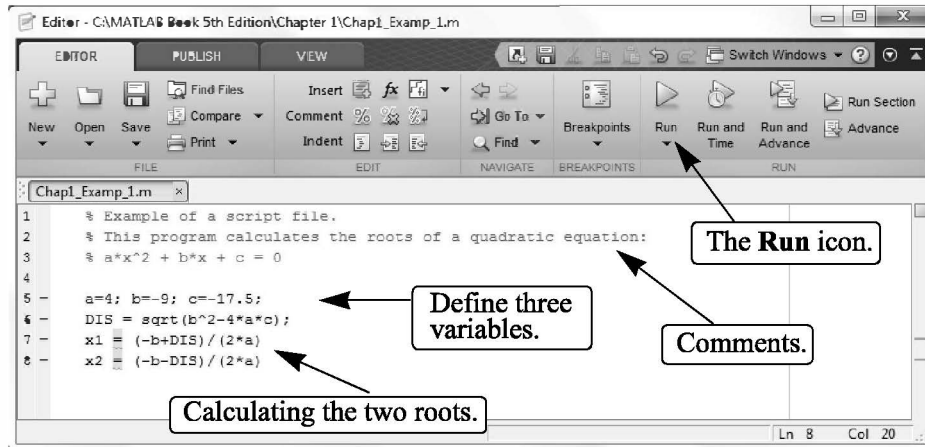 Editor - C:\MATLAB Book 5th Edition\Chapter 1\Chap1_Examp_1.m
EDITOR PUBLISH VIEW Switch Windows
New Open Save
Find Files
Compare
Print
Insert fx
Comment
Indent
Go To
Find
Breakpoints
Run
Run and Time
Run and Advance
Run Section
Advance
FILE EDIT NAVIGATE BREAKPOINTS RUN
Chap1_Examp_1.m ×
1 % Example of a script file.
2 % This program calculates the roots of a quadratic equation:
3 % a*x^2 + b*x + c = 0
4
5 - a=4; b=-9; c=-17.5;
6 - DIS = sqrt(b^2-4*a*c);
7 - x1 = (-b+DIS)/(2*a)
8 - x2 = (-b-DIS)/(2*a)
The Run icon.
Define three
variables.
Comments.
Calculating the two roots.
Ln 8 Col 20